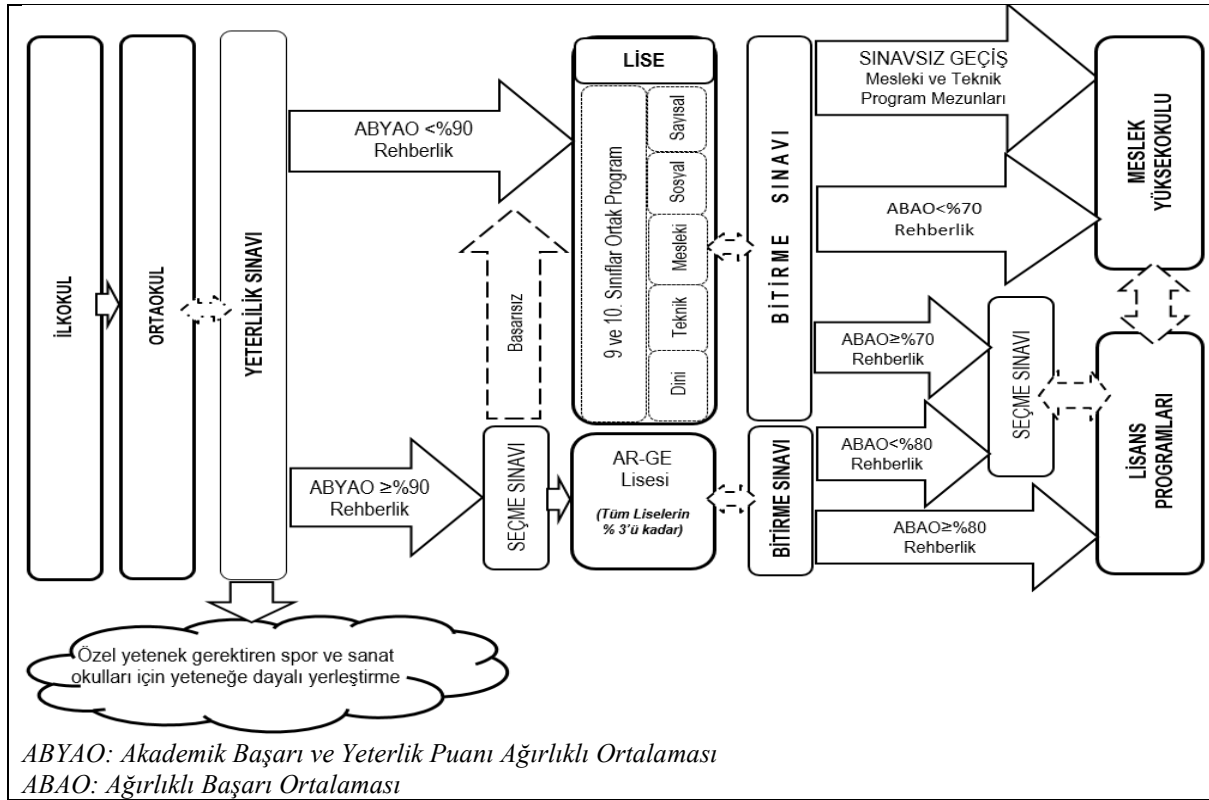 İLKOKUL
ORTAOKUL
YETERLİLİK SINAVI
ABYAO <%90
Rehberlik
ABYAO ≥%90
Rehberlik
Başarısız
SEÇME SINAVI
LİSE
9 ve 10. Sınıflar Ortak Program
Sayısal
Sosyal
Mesleki
Teknik
Dini
AR-GE
Lisesi
(Tüm Liselerin
% 3'ü kadar)
BİTİRME SINAVI
BİTİRME SINAVI
SINAVSIZ GEÇİŞ
Mesleki ve Teknik
Program Mezunları
ABAO<%70
Rehberlik
ABAO≥%70
Rehberlik
ABAO<%80
Rehberlik
ABAO≥%80
Rehberlik
SEÇME SINAVI
MESLEK
YÜKSEKOKULU
LİSANS
PROGRAMLARI
Özel yetenek gerektiren spor ve sanat
okulları için yeteneğe dayalı yerleştirme
ABYAO: Akademik Başarı ve Yeterlik Puanı Ağırlıklı Ortalaması
ABAO: Ağırlıklı Başarı Ortalaması